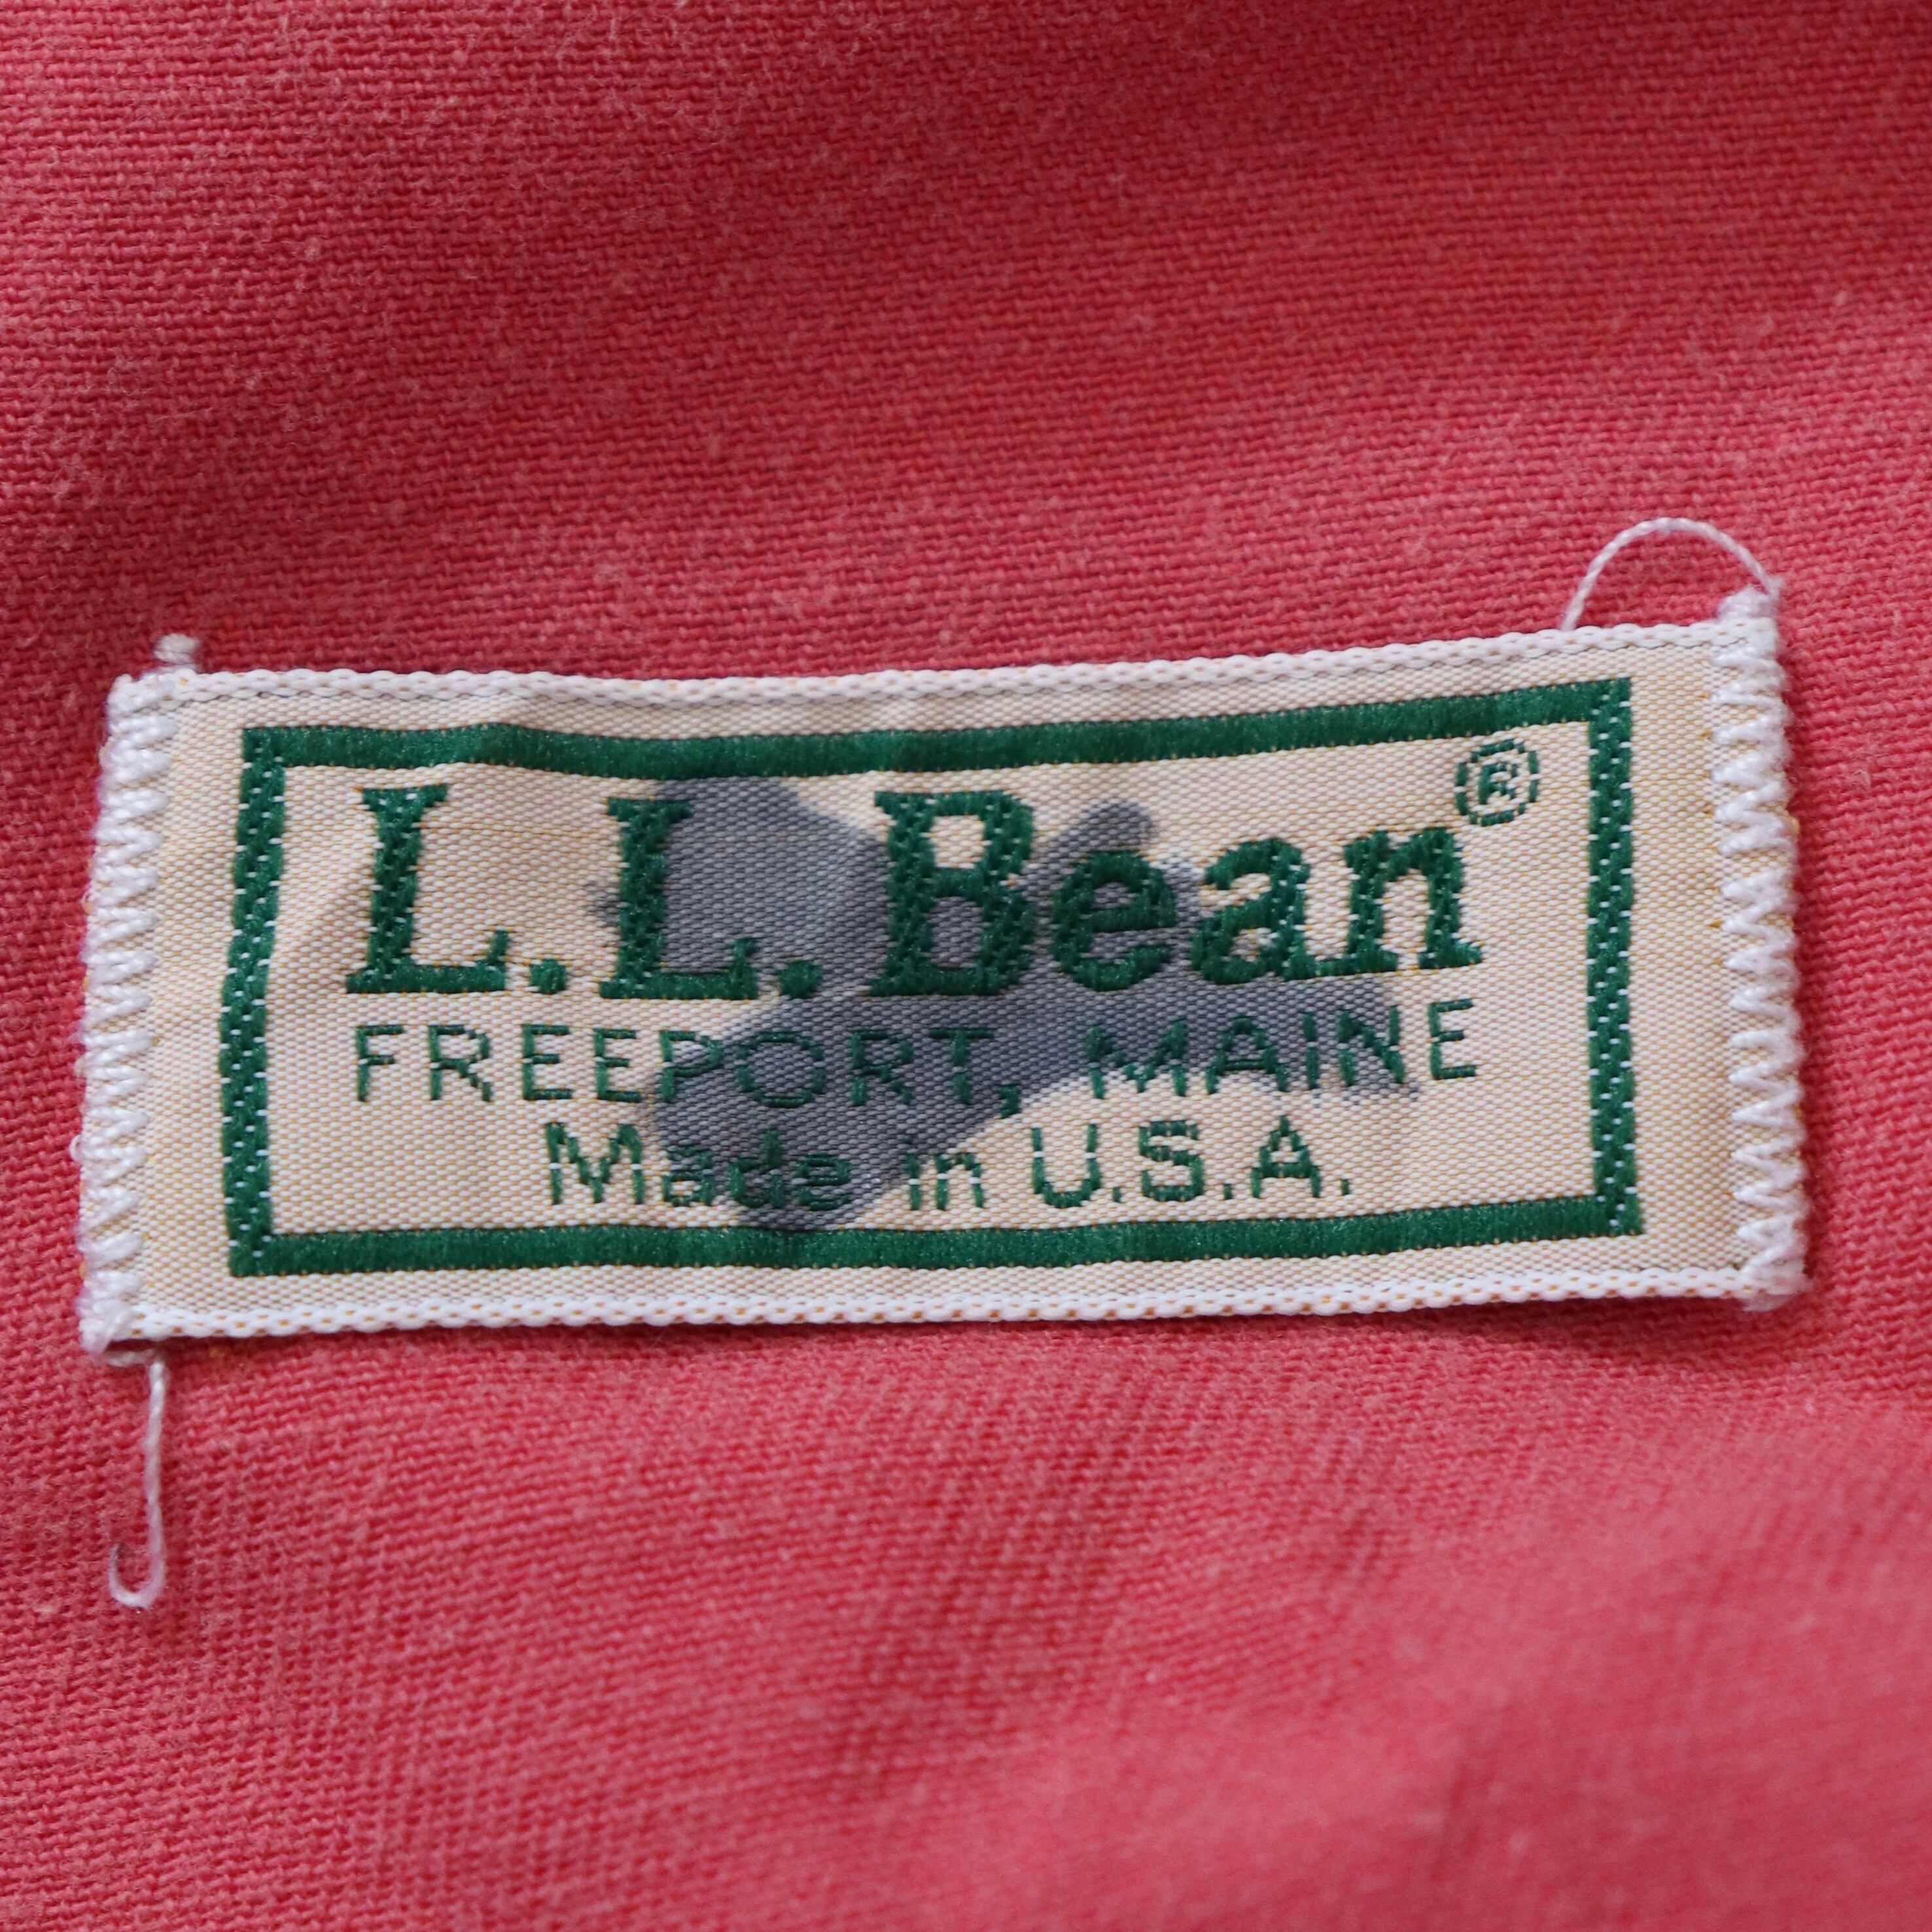 L.L.Bean®
FREEPORT, MAINE
Made in U.S.A.